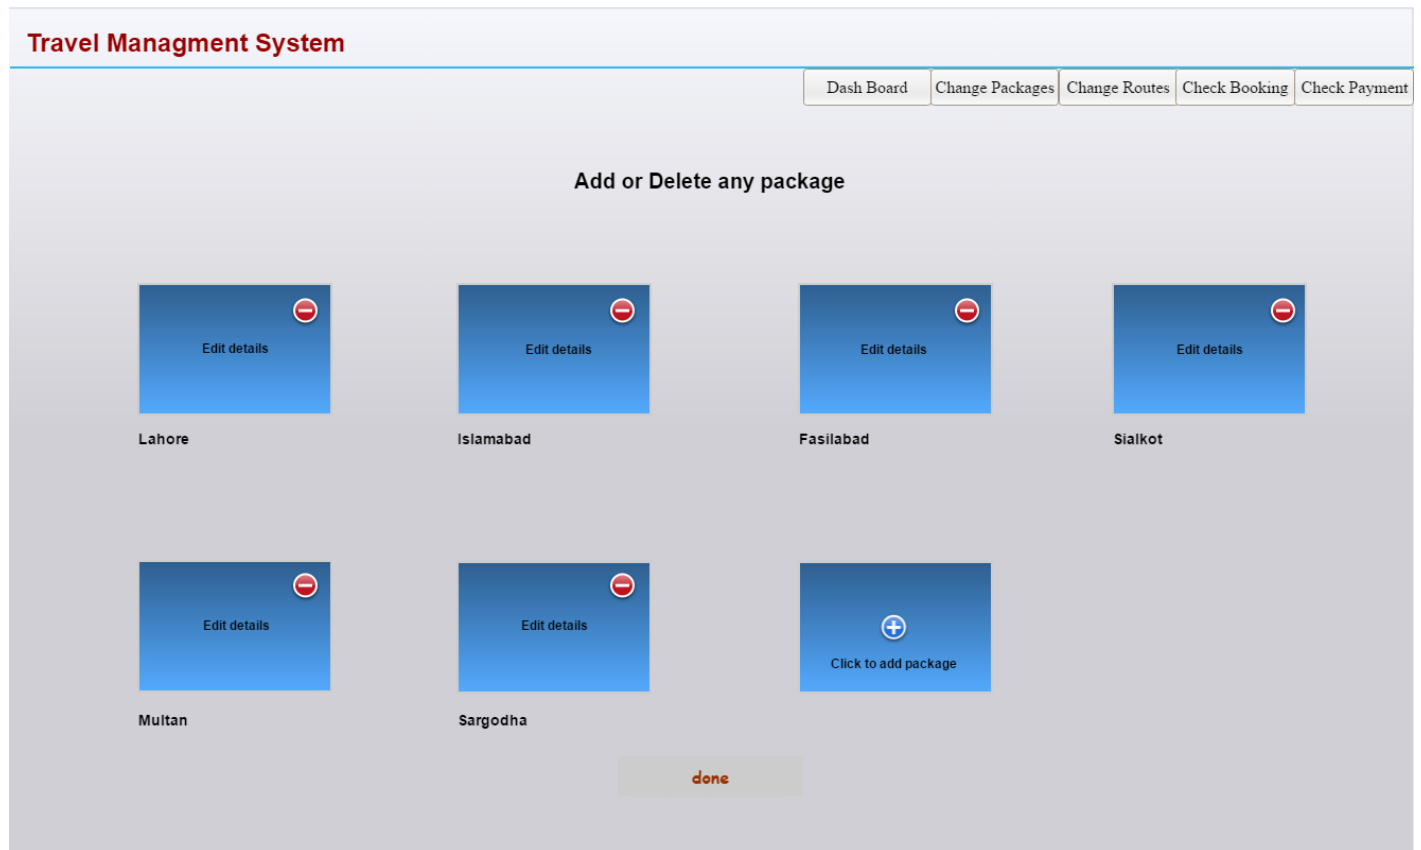 Travel Managment System
Dash Board Change Packages Change Routes Check Booking Check Payment
Add or Delete any package
Edit details Edit details Edit details Edit details
Lahore Islamabad Fasilabad Sialkot
Edit details Edit details
Click to add package
Multan Sargodha
done